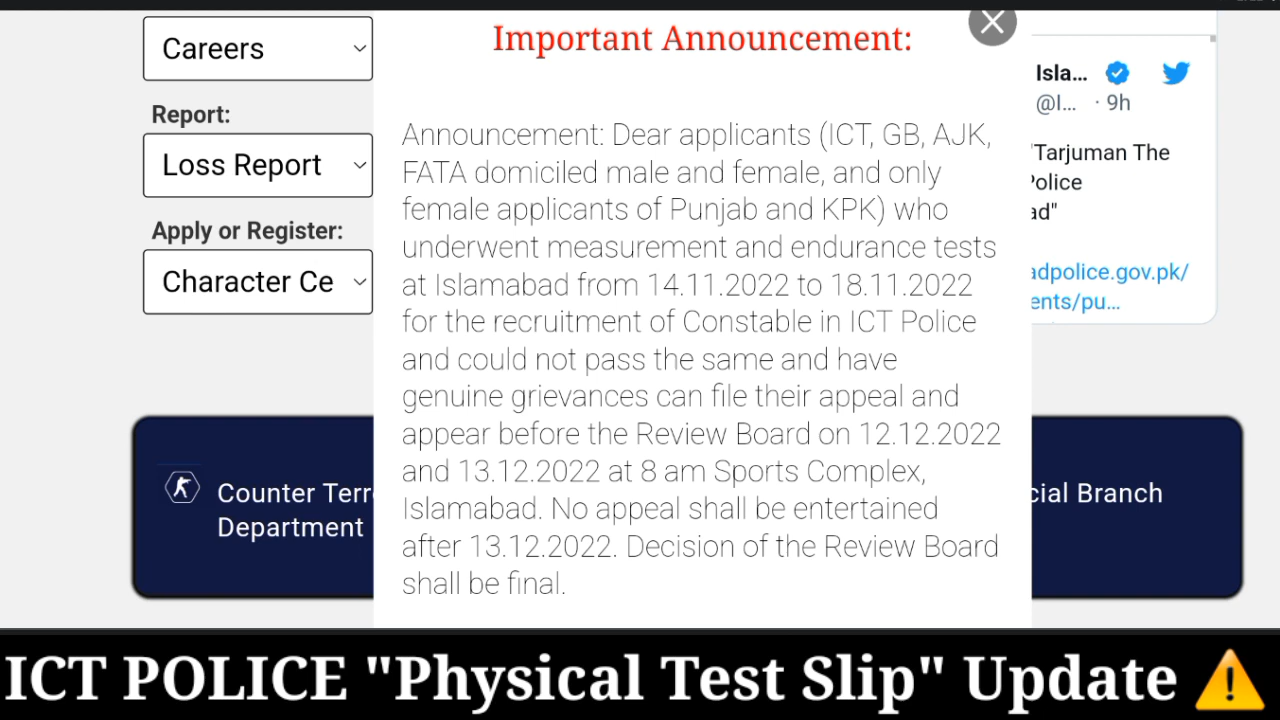 Careers
Report:
Loss Report
Apply or Register:
Character Ce
Important Announcement:
Announcement: Dear applicants (ICT, GB, AJK,
FATA domiciled male and female, and only
female applicants of Punjab and KPK) who
underwent measurement and endurance tests
at Islamabad from 14.11.2022 to 18.11.2022
for the recruitment of Constable in ICT Police
and could not pass the same and have
genuine grievances can file their appeal and
appear before the Review Board on 12.12.2022
and 13.12.2022 at 8 am Sports Complex,
Islamabad. No appeal shall be entertained
after 13.12.2022. Decision of the Review Board
shall be final.
Isla...
@I... · 9h
"Tarjuman The
Police
ad"
adpolice.gov.pk/
ents/pu...
Counter Terr
Department
cial Branch
ICT POLICE "Physical Test Slip" Update ⚠